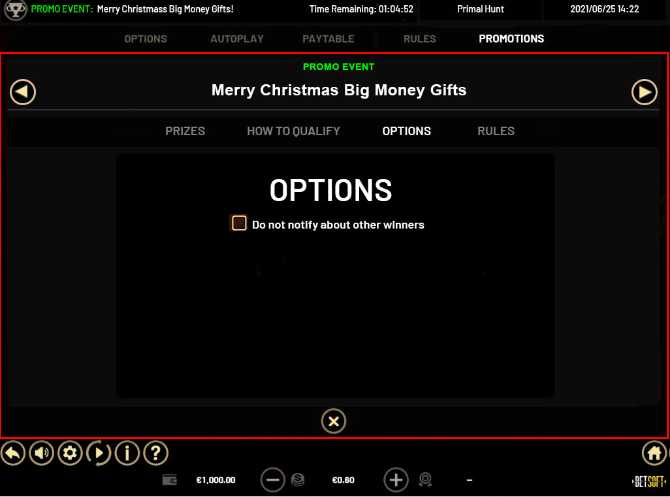 PROMO EVENT: Merry Christmass Big Money Gifts! Time Remaining: 01:04:52 Primal Hunt 2021/06/25 14:22
OPTIONS AUTOPLAY PAYTABLE RULES PROMOTIONS
PROMO EVENT
Merry Christmas Big Money Gifts
PRIZES HOW TO QUALIFY OPTIONS RULES
OPTIONS
Do not notify about other winners
€1,000.00 €0.60 –
BETSOFT